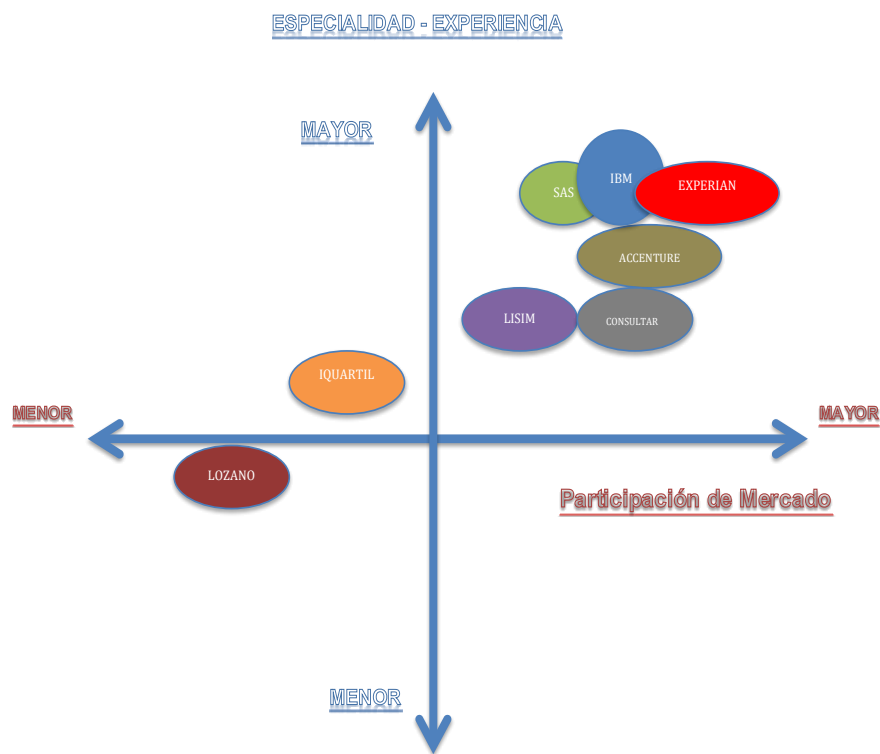 ESPECIALIDAD - EXPERIENCIA
MAYOR
IBM
SAS
EXPERIAN
ACCENTURE
LISIM
CONSULTAR
IQUARTIL
MENOR
MAYOR
LOZANO
Participación de Mercado
MENOR